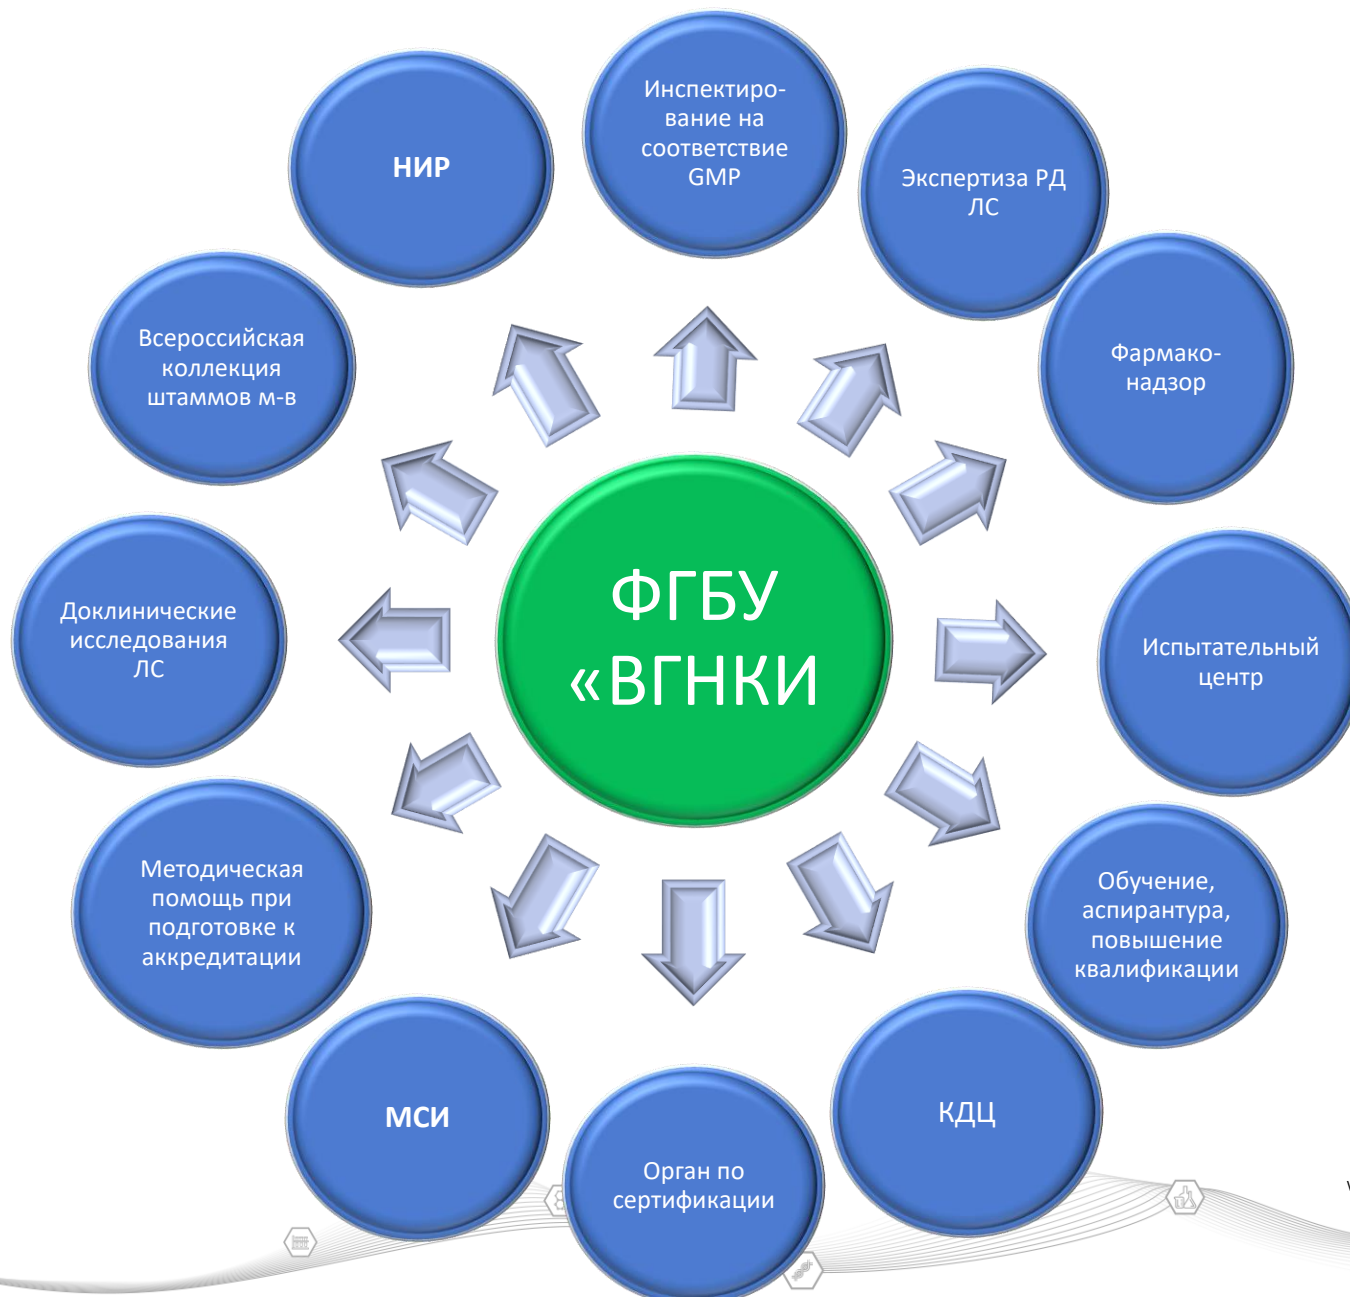 Инспектиро-
вание на
соответствие
GMP
НИР
Экспертиза РД
ЛС
Всероссийская
коллекция
штаммов м-в
Фармако-
надзор
ФГБУ
«ВГНКИ
Доклинические
исследования
ЛС
Испытательный
центр
Методическая
помощь при
подготовке к
аккредитации
Обучение,
аспирантура,
повышение
квалификации
МСИ
КДЦ
Орган по
сертификации